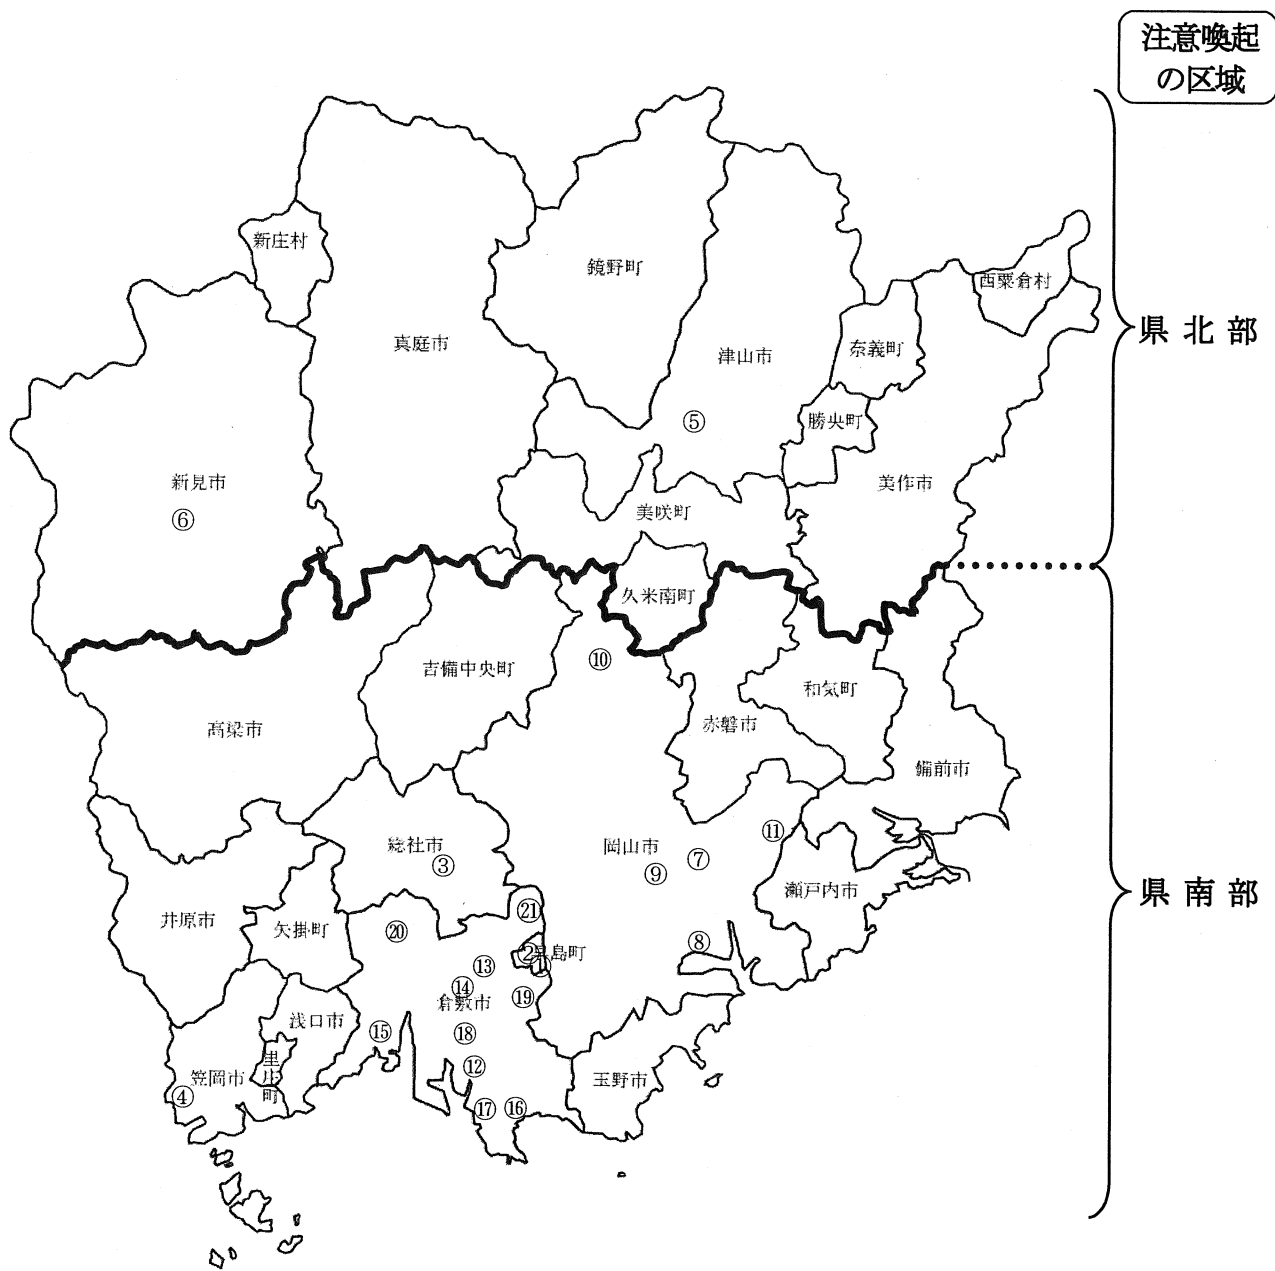 注意喚起
の区域
新庄村
鏡野町
西粟倉村
真庭市
津山市
奈義町
県北部
⑤
勝央町
新見市
⑥
美作市
美咲町
久米南町
⑩
吉備中央町
和気町
高梁市
赤磐市
備前市
⑪
総社市
③
岡山市
⑨
⑦
瀬戸内市
県南部
井原市
矢掛町
⑳
㉑
⑧
②
早島町
①
⑬
⑭
倉敷市
⑲
浅口市
⑮
⑱
里庄町
笠岡市
④
⑫
玉野市
⑰
⑯